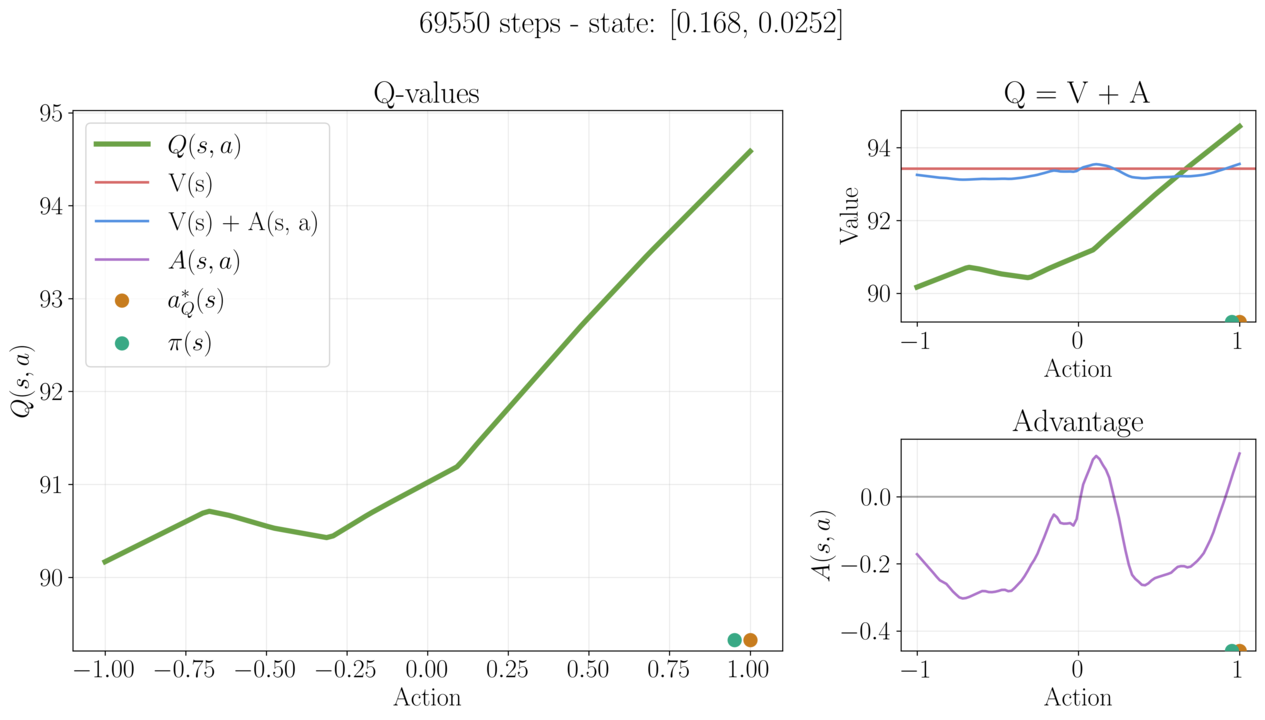 69550 steps - state: [0.168, 0.0252]
Q-values
Q(s, a)
95
94
93
92
91
90
Q(s, a)
V(s)
V(s) + A(s, a)
A(s, a)
a*Q(s)
π(s)
−1.00 −0.75 −0.50 −0.25 0.00 0.25 0.50 0.75 1.00
Action
Q = V + A
Value
94
92
90
−1 0 1
Action
Advantage
A(s, a)
0.0
−0.2
−0.4
−1 0 1
Action